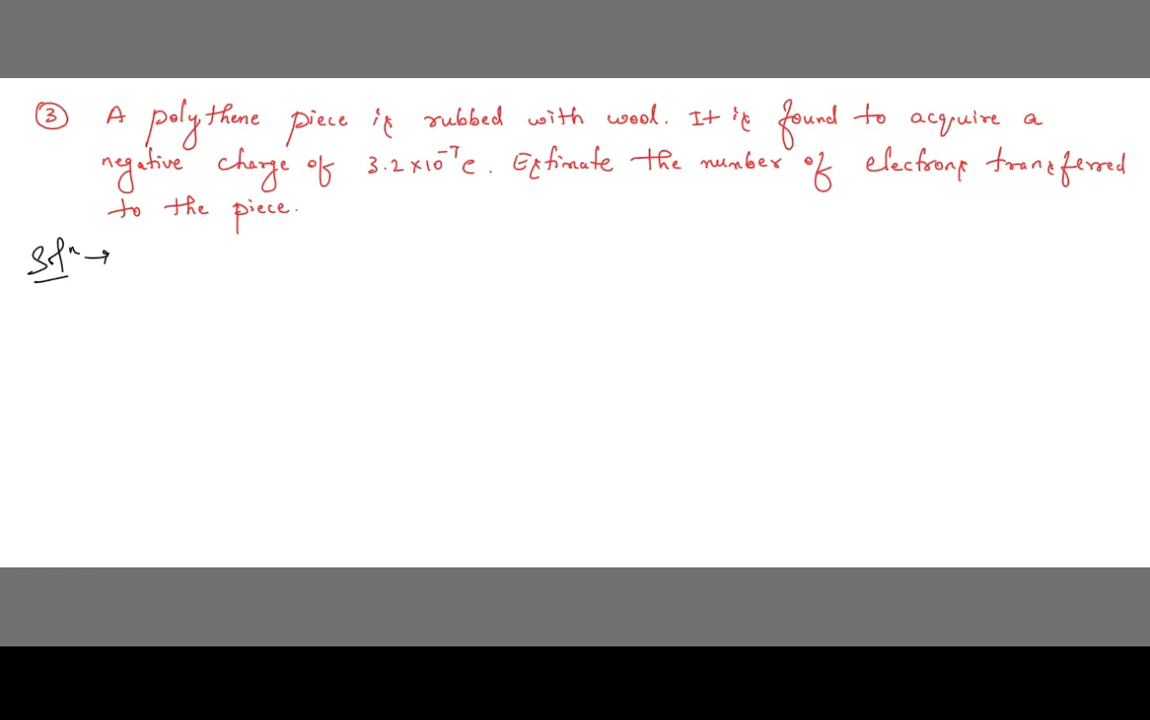 ③ A polythene piece is rubbed with wool. It is found to acquire a
negative charge of 3.2×10⁻⁷c. Estimate the number of electrons transferred
to the piece.
Solⁿ →